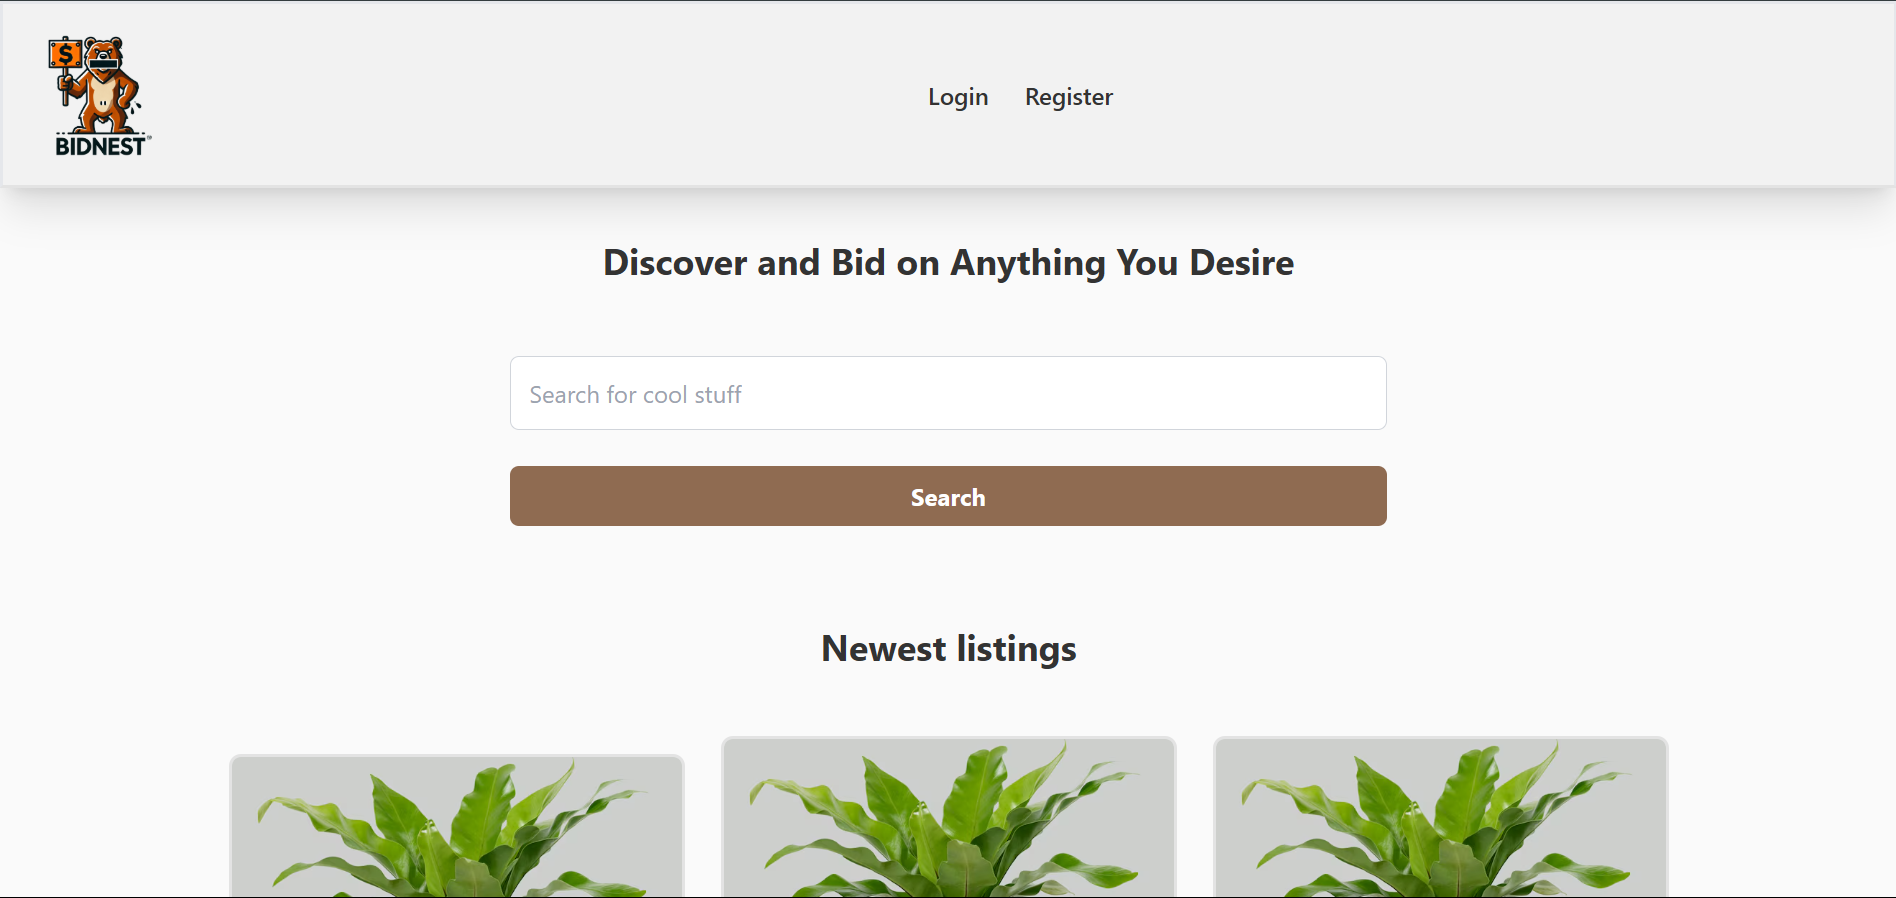 $
BIDNEST
Login Register
Discover and Bid on Anything You Desire
Search for cool stuff
Search
Newest listings